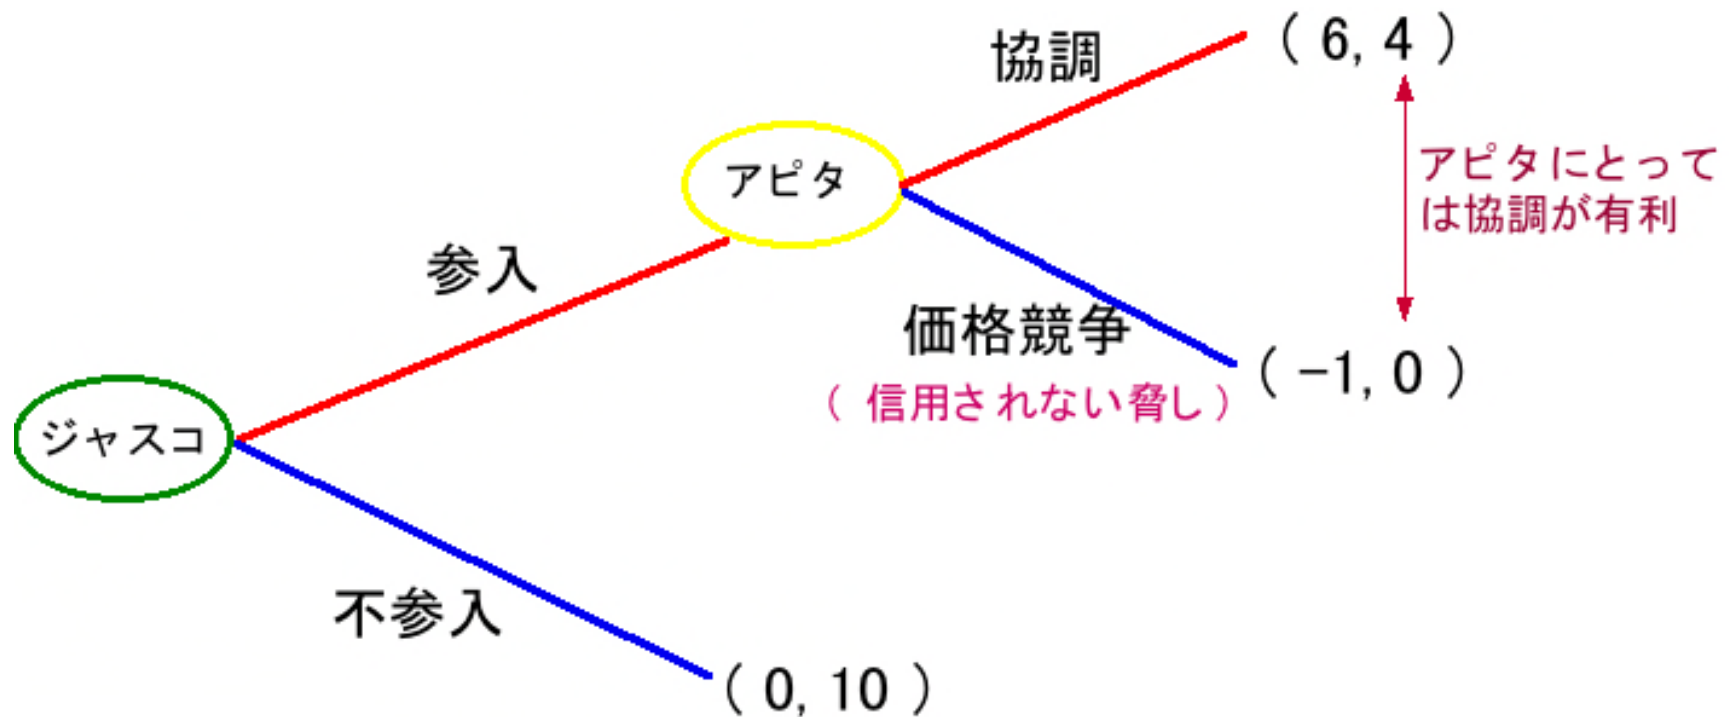 協調
( 6, 4 )
アピタ
アピタにとって
は協調が有利
参入
価格競争
( -1, 0 )
( 信用されない脅し )
ジャスコ
不参入
( 0, 10 )